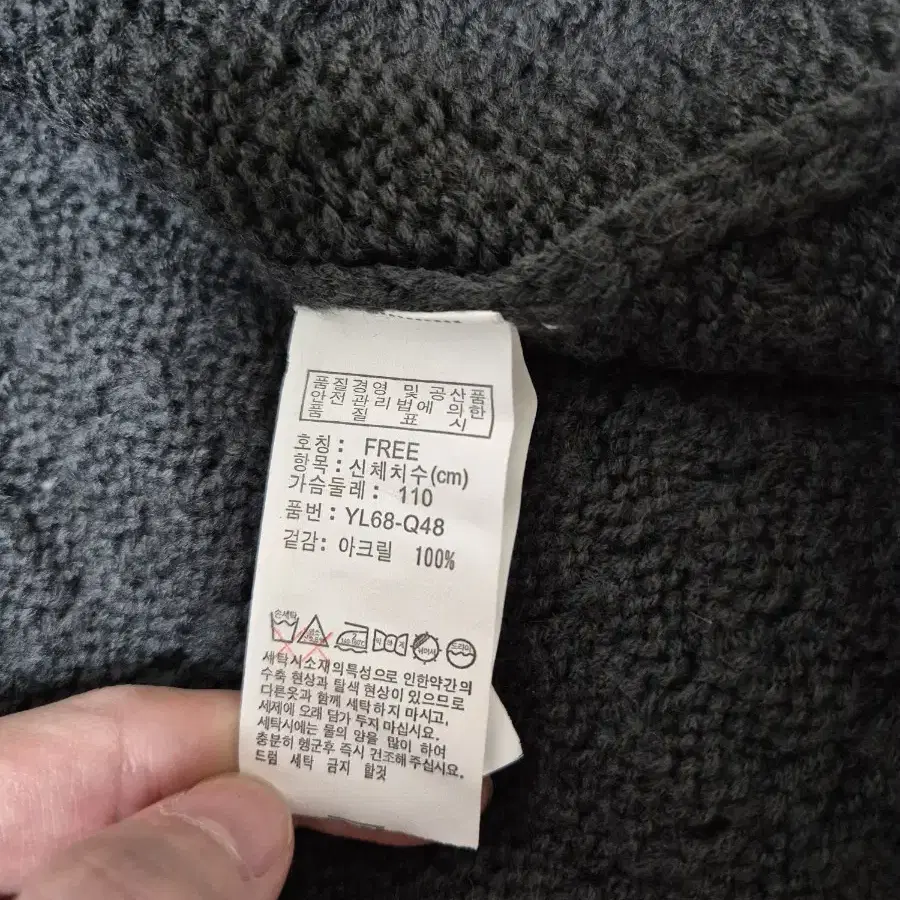 품질경영 및 공산품
안전관리법에 의한
품 질 표 시
호칭 : FREE
항목 : 신체치수(cm)
가슴둘레 : 110
품번 : YL68-Q48
겉감 : 아크릴 100%
손세탁
드라이
세탁시소재의특성으로 인한약간의
수축 현상과 탈색 현상이 있으므로
다른옷과 함께 세탁하지 마시고,
세제에 오래 담가 두지 마십시요.
세탁시에는 물의 양을 많이 하여
충분히 헹군후 즉시 건조해주십시요.
드럼 세탁 금지 할것